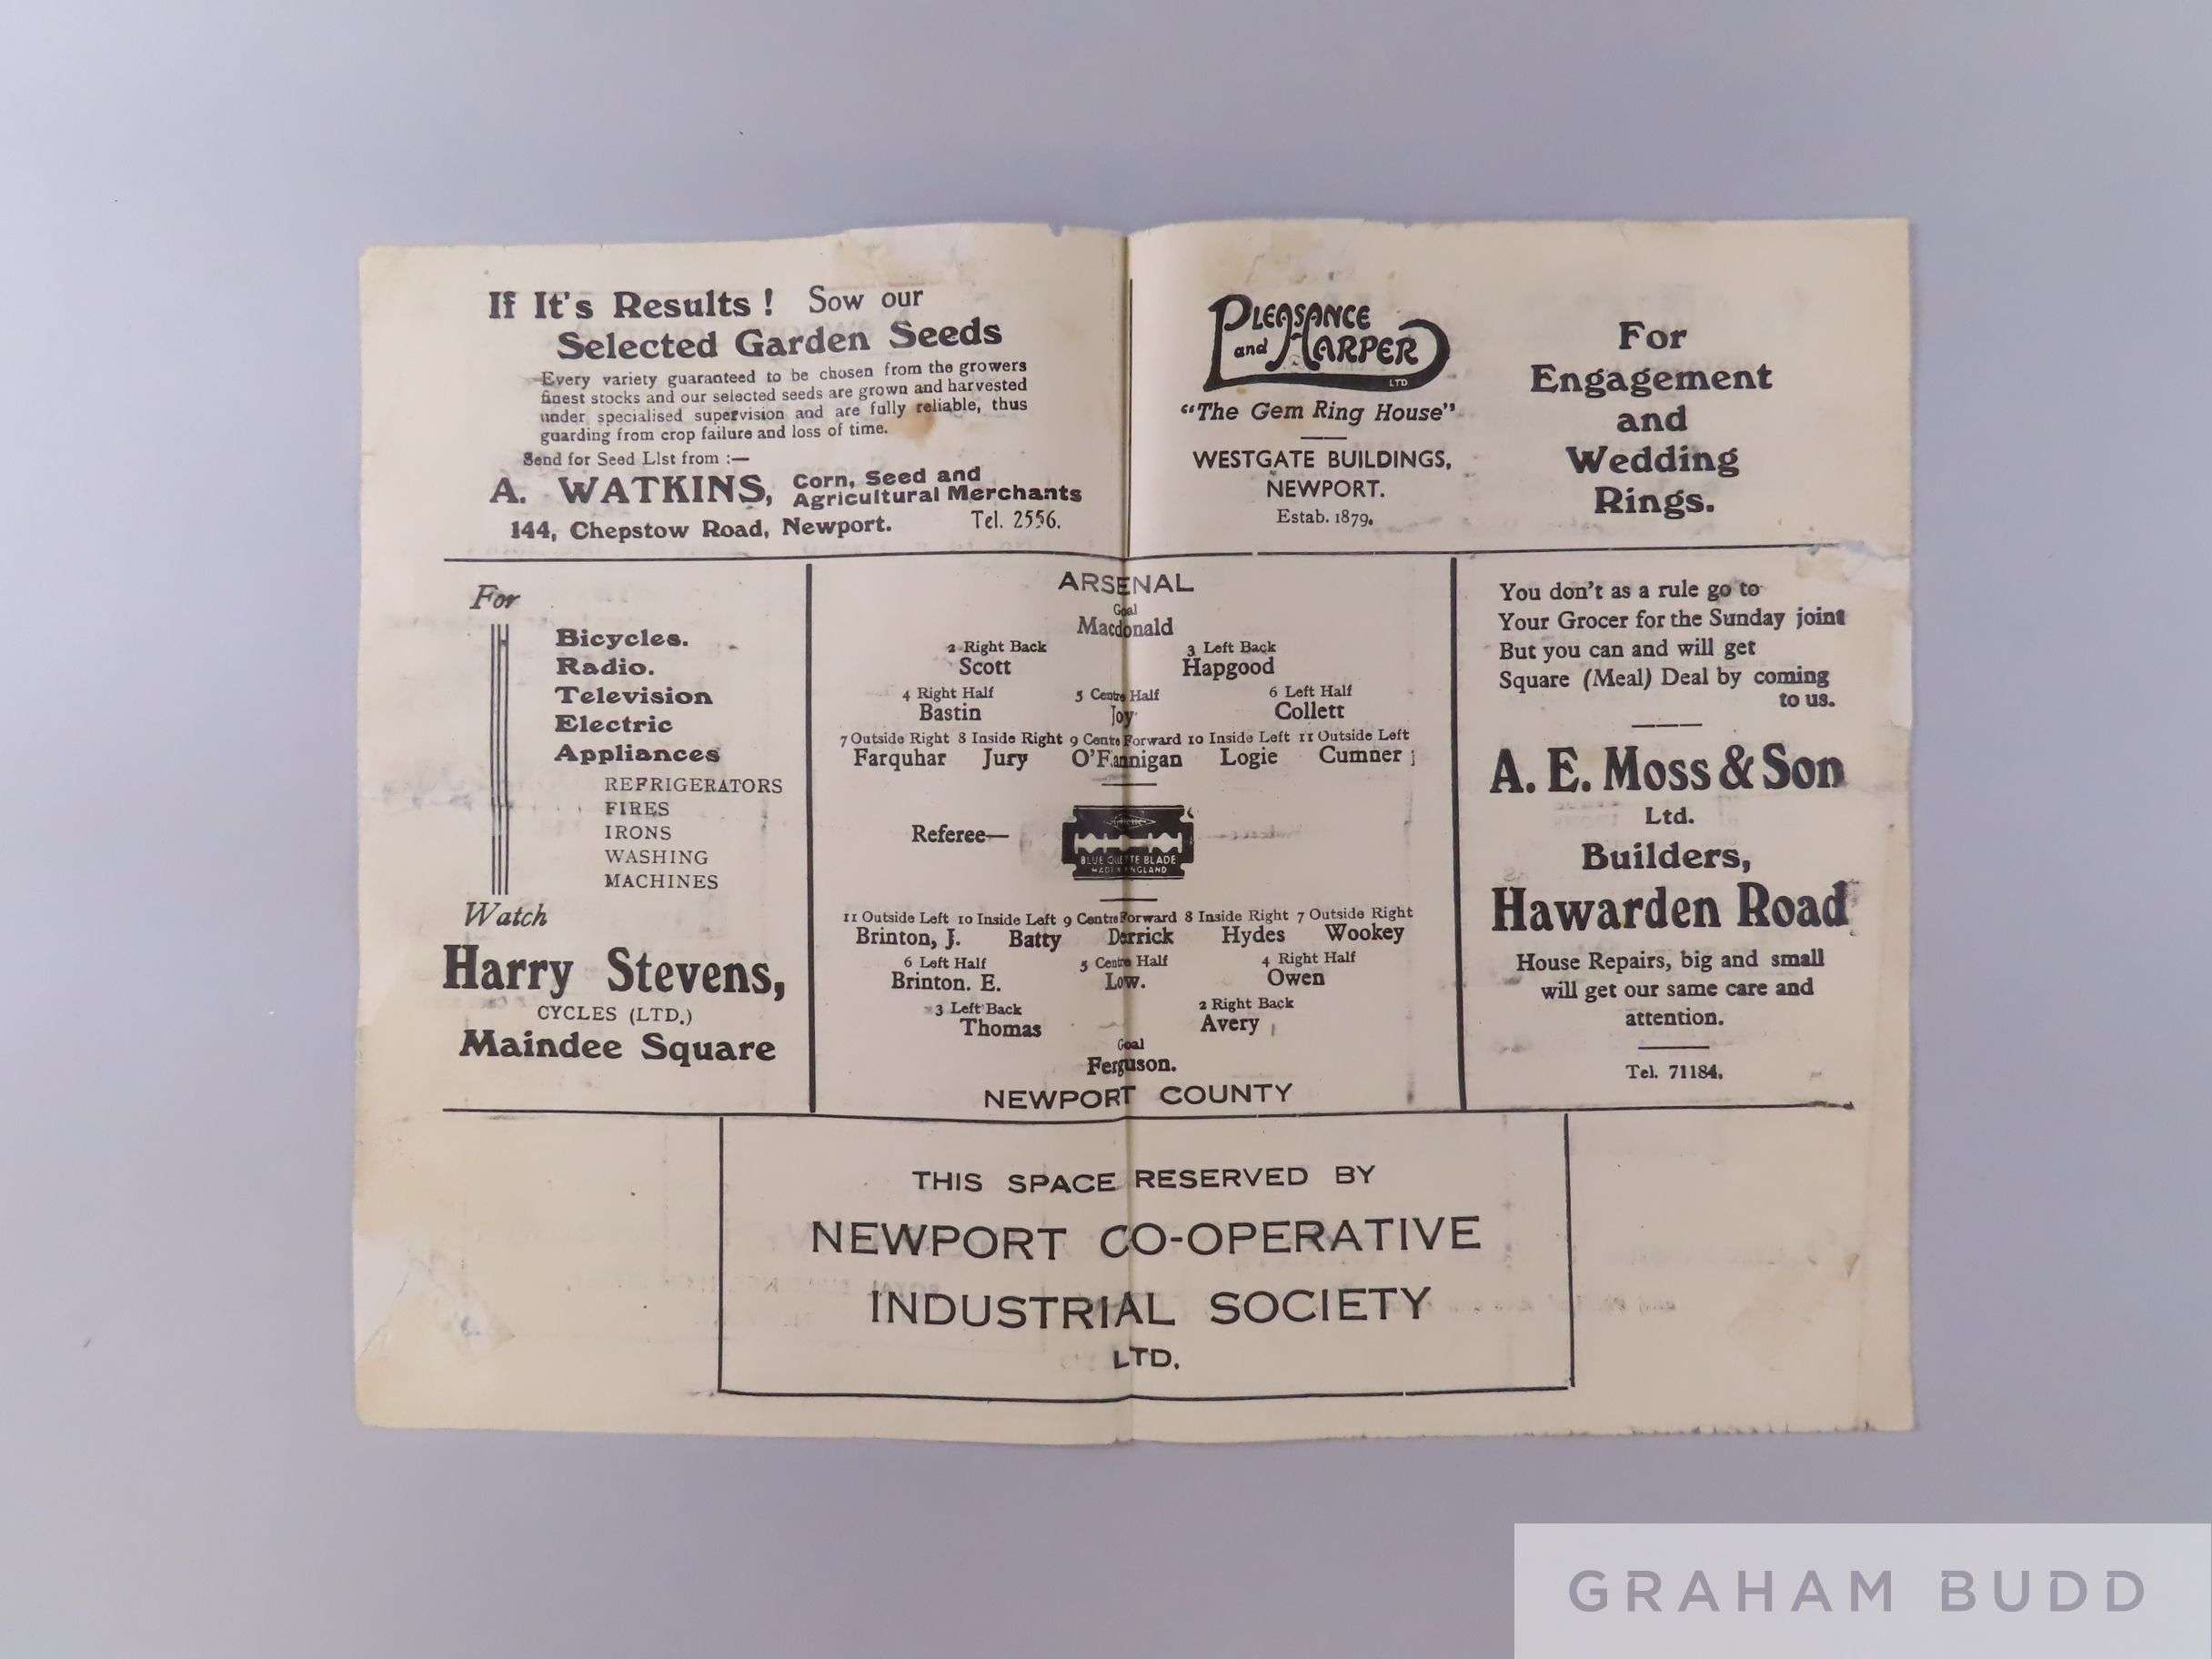 If It's Results! Sow our
Selected Garden Seeds
Every variety guaranteed to be chosen from the growers
finest stocks and our selected seeds are grown and harvested
under specialised supervision and are fully reliable, thus
guarding from crop failure and loss of time.
Send for Seed List from :—
A. WATKINS, Corn, Seed and
Agricultural Merchants
144, Chepstow Road, Newport. Tel. 2556.
PLEASANCE
and HARPER
LTD
"The Gem Ring House"
WESTGATE BUILDINGS,
NEWPORT.
Estab. 1879.
For
Engagement
and
Wedding
Rings.
For
Bicycles.
Radio.
Television
Electric
Appliances
REFRIGERATORS
FIRES
IRONS
WASHING
MACHINES
Watch
Harry Stevens,
CYCLES (LTD.)
Maindee Square
ARSENAL
Goal
Macdonald
2 Right Back 3 Left Back
Scott Hapgood
4 Right Half 5 Centre Half 6 Left Half
Bastin Joy Collett
7 Outside Right 8 Inside Right 9 Centre Forward 10 Inside Left 11 Outside Left
Farquhar Jury O'Fannigan Logie Cumner
Referee—
BLUE GILLETTE BLADE
MADE IN ENGLAND
11 Outside Left 10 Inside Left 9 Centre Forward 8 Inside Right 7 Outside Right
Brinton, J. Batty Derrick Hydes Wookey
6 Left Half 5 Centre Half 4 Right Half
Brinton. E. Low. Owen
3 Left Back 2 Right Back
Thomas Avery
Goal
Ferguson.
NEWPORT COUNTY
You don't as a rule go to
Your Grocer for the Sunday joint
But you can and will get
Square (Meal) Deal by coming
to us.
A. E. Moss & Son
Ltd.
Builders,
Hawarden Road
House Repairs, big and small
will get our same care and
attention.
Tel. 71184.
THIS SPACE RESERVED BY
NEWPORT CO-OPERATIVE
INDUSTRIAL SOCIETY
LTD.
GRAHAM BUDD